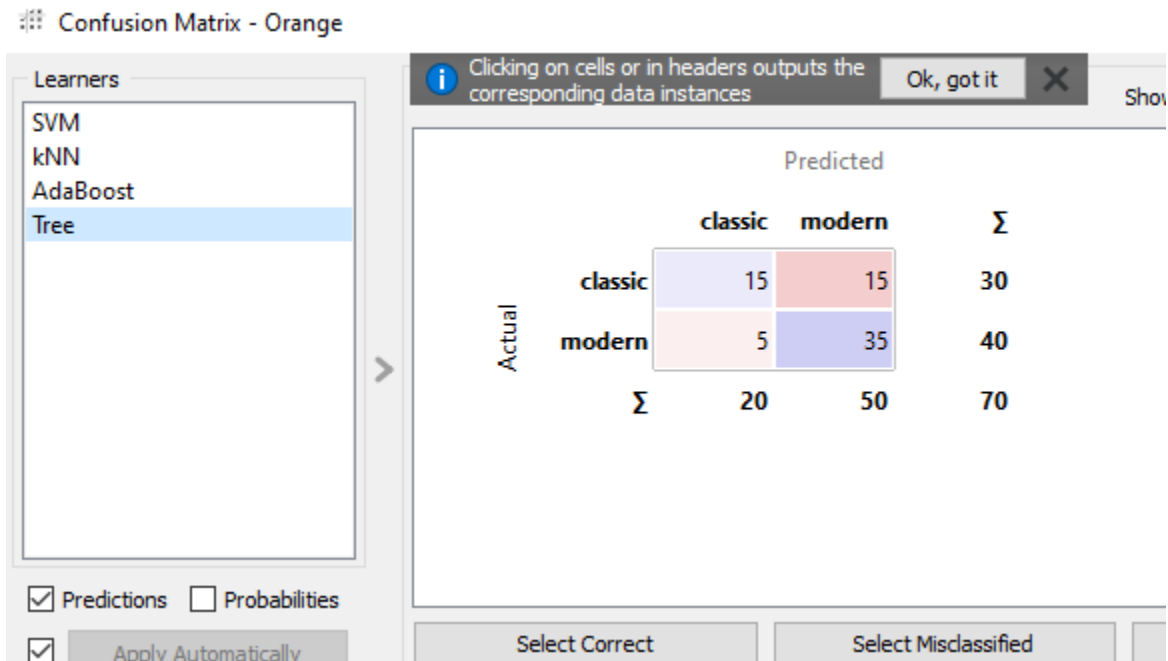 Confusion Matrix - Orange
Learners
SVM
kNN
AdaBoost
Tree
Predictions Probabilities
Apply Automatically
Clicking on cells or in headers outputs the
corresponding data instances
Ok, got it
Show
Predicted
classic modern Σ
Actual
classic 15 15 30
modern 5 35 40
Σ 20 50 70
Select Correct Select Misclassified